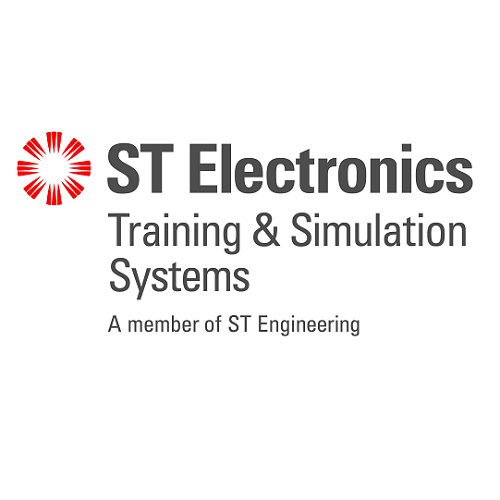 ST Electronics
Training & Simulation
Systems
A member of ST Engineering